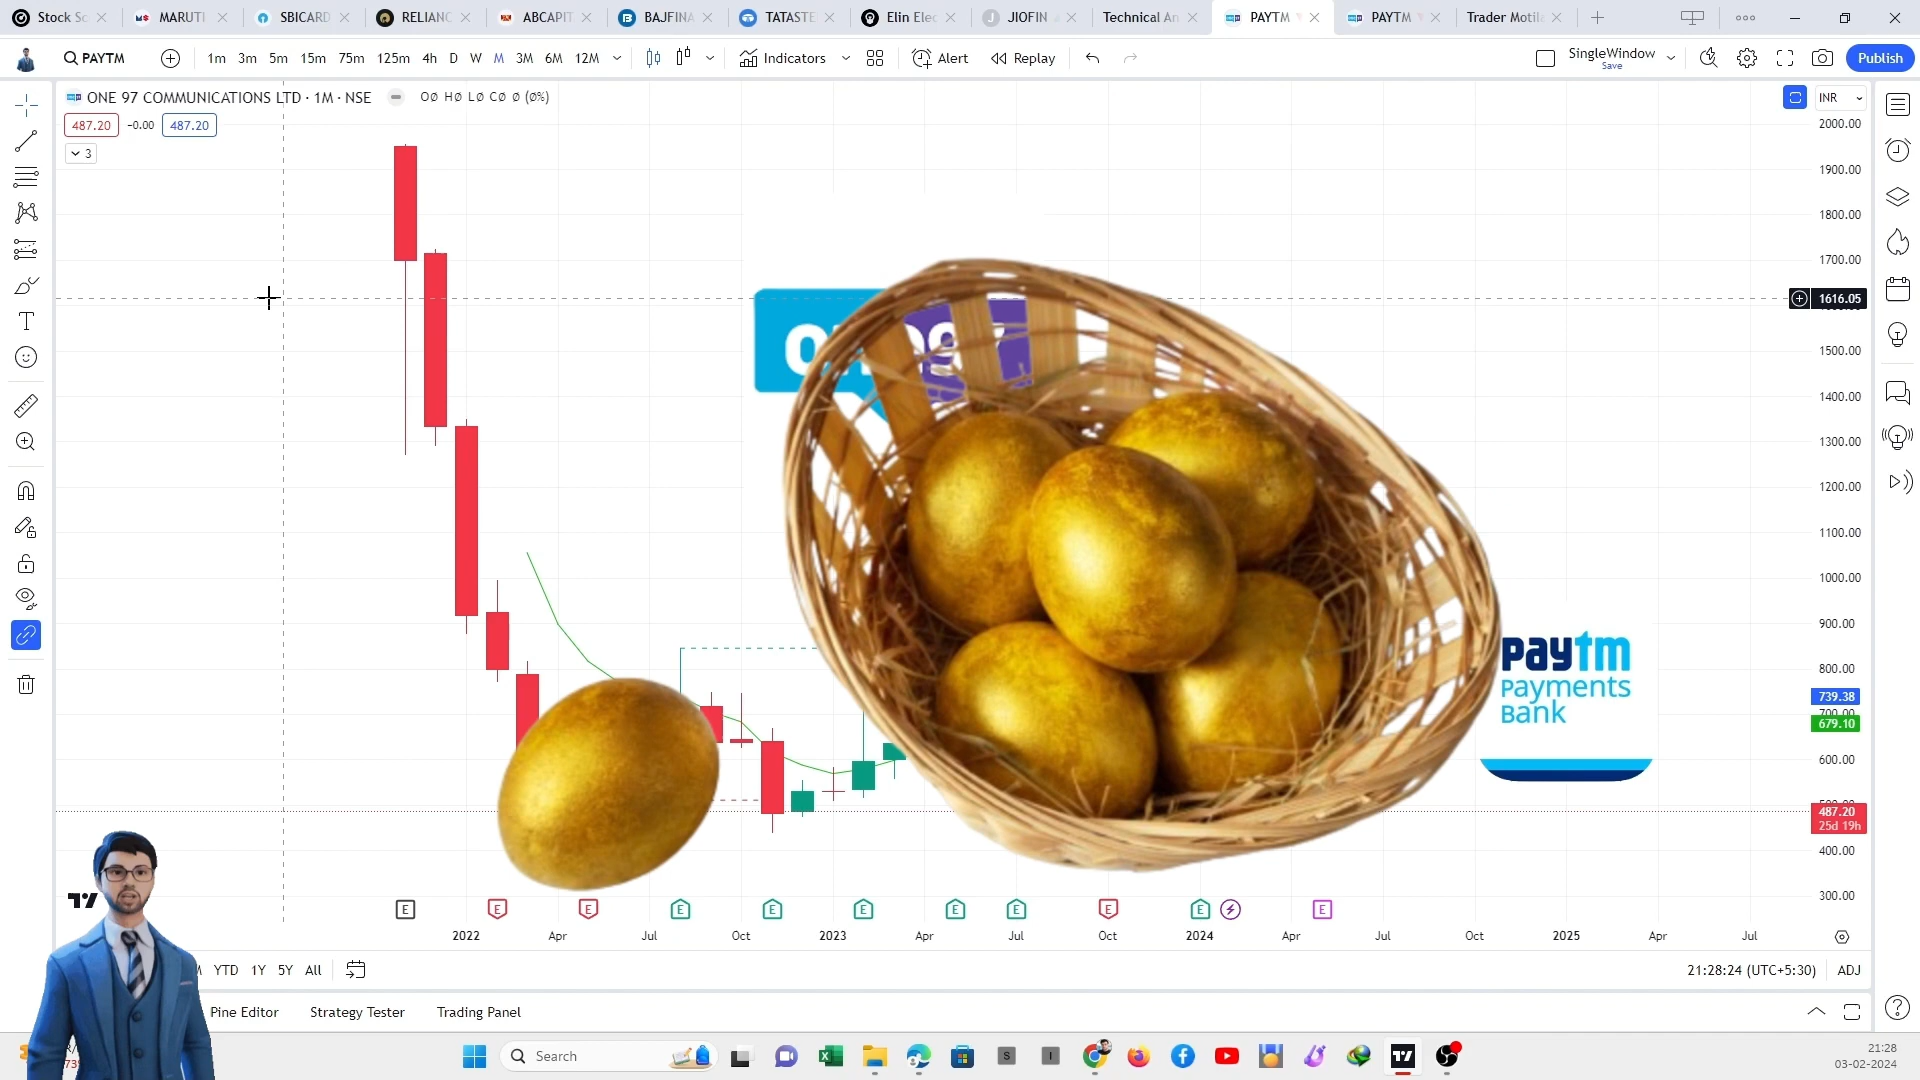 Stock Sc
MARUTI
SBICARD
RELIANC
ABCAPIT
BAJFINA
TATASTE
Elin Elec
JIOFIN
Technical An
PAYTM
PAYTM
Trader Motil
PAYTM
1m 3m 5m 15m 75m 125m 4h D W M 3M 6M 12M
Indicators
Alert
Replay
SingleWindow
Save
Publish
ONE 97 COMMUNICATIONS LTD · 1M · NSE
O∅ H∅ L∅ C∅ ∅ (∅%)
INR
487.20 -0.00 487.20
3
2000.00
1900.00
1800.00
1700.00
1616.05
1500.00
1400.00
1300.00
1200.00
1100.00
1000.00
900.00
800.00
739.38
700.00
679.10
600.00
487.20
25d 19h
400.00
300.00
paytm
Payments
Bank
E E E E E E E E E E E
2022 Apr Jul Oct 2023 Apr Jul Oct 2024 Apr Jul Oct 2025 Apr Jul
YTD 1Y 5Y All
21:28:24 (UTC+5:30) ADJ
Pine Editor Strategy Tester Trading Panel
Search
21:28
03-02-2024